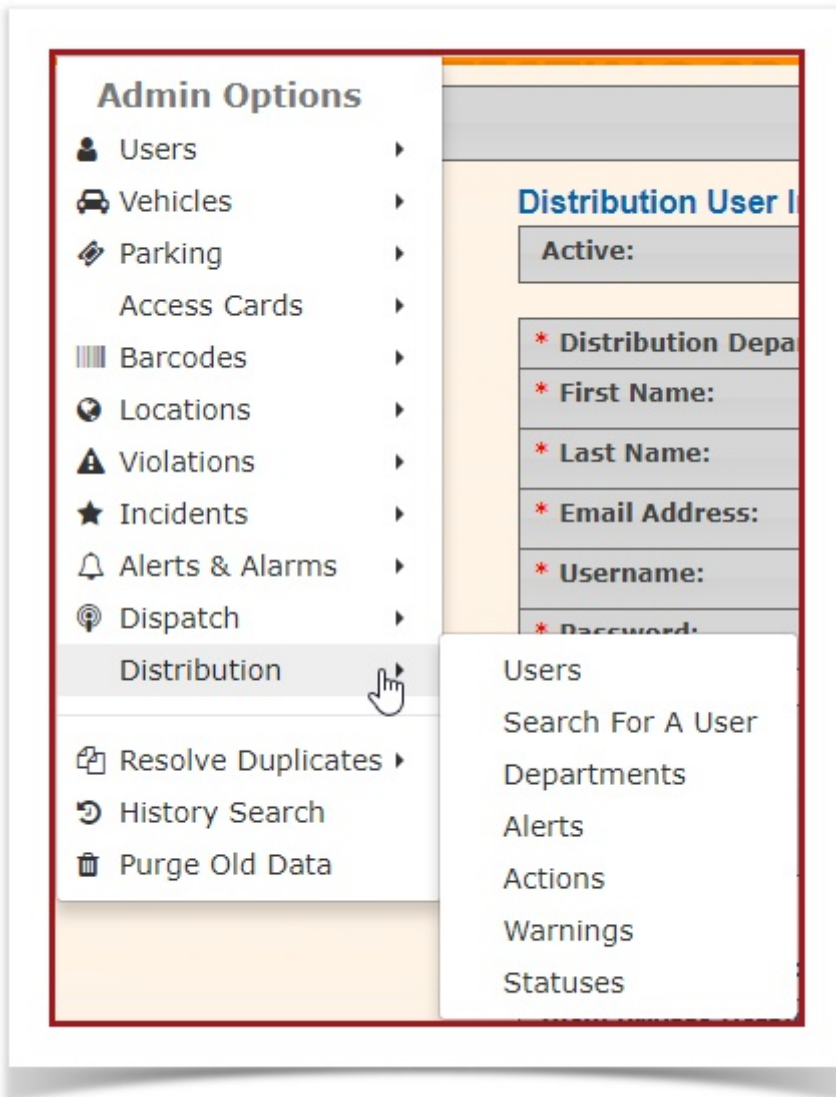 Admin Options
Users
Vehicles
Parking
Access Cards
Barcodes
Locations
Violations
Incidents
Alerts & Alarms
Dispatch
Distribution
Resolve Duplicates
History Search
Purge Old Data
Distribution User
Active:
* Distribution
* First Name:
* Last Name:
* Email Address:
* Username:
* Password:
Users
Search For A User
Departments
Alerts
Actions
Warnings
Statuses